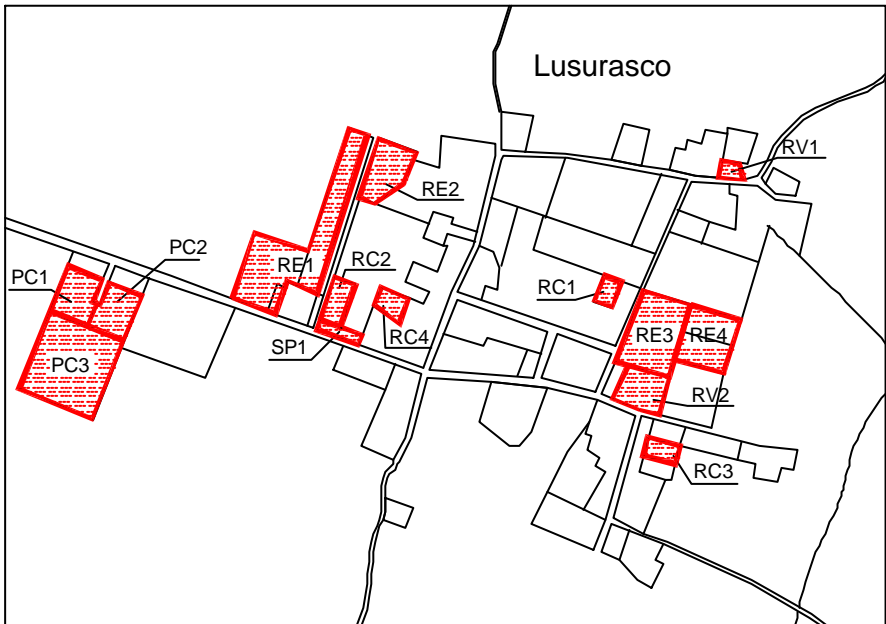 Lusurasco
RV1
RE2
PC2
RE1
RC2
PC1
RC1
RC4
RE3
RE4
SP1
PC3
RV2
RC3